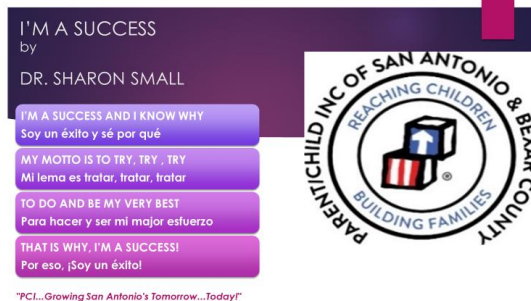 I'M A SUCCESS
by
DR. SHARON SMALL
I'M A SUCCESS AND I KNOW WHY
Soy un éxito y sé por qué
MY MOTTO IS TO TRY, TRY , TRY
Mi lema es tratar, tratar, tratar
TO DO AND BE MY VERY BEST
Para hacer y ser mi major esfuerzo
THAT IS WHY, I'M A SUCCESS!
Por eso, ¡Soy un éxito!
"PCI...Growing San Antonio's Tomorrow...Today!"
PARENT/CHILD INC OF SAN ANTONIO & BEXAR COUNTY
REACHING CHILDREN
BUILDING FAMILIES
®